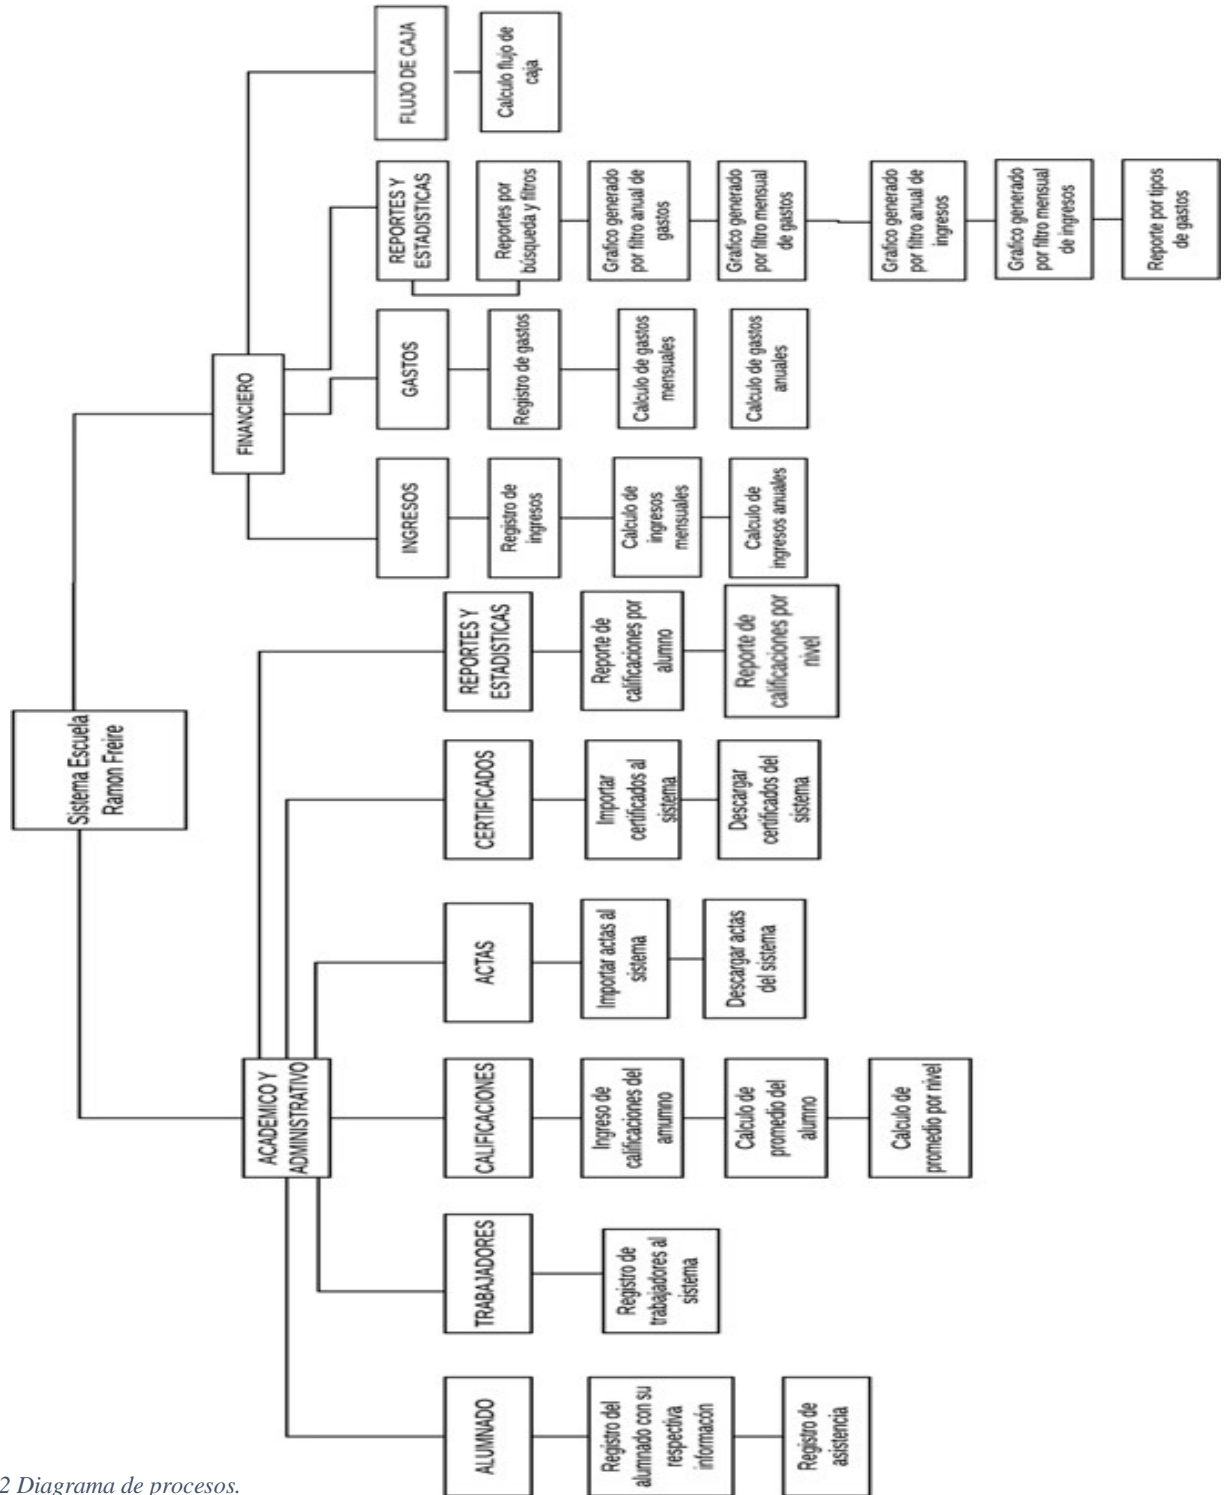 Sistema Escuela
Ramon Freire
ACADEMICO Y
ADMINISTRATIVO
FINANCIERO
ALUMNADO
Registro del
alumnado con su
respectiva
informacón
Registro de
asistencia
TRABAJADORES
Registro de
trabajadores al
sistema
CALIFICACIONES
Ingreso de
calificaciones del
amumno
Calculo de
promedio del
alumno
Calculo de
promedio por nivel
ACTAS
Importar actas al
sistema
Descargar actas
del sistema
CERTIFICADOS
Importar
certificados al
sistema
Descargar
certificados del
sistema
REPORTES Y
ESTADISTICAS
Reporte de
calificaciones por
alumno
Reporte de
calificaciones por
nivel
INGRESOS
Registro de
ingresos
Calculo de
ingresos
mensuales
Calculo de
ingresos anuales
GASTOS
Registro de gastos
Calculo de gastos
mensuales
Calculo de gastos
anuales
REPORTES Y
ESTADISTICAS
Reportes por
búsqueda y filtros
Grafico generado
por filtro anual de
gastos
Grafico generado
por filtro mensual
de gastos
Grafico generado
por filtro anual de
ingresos
Grafico generado
por filtro mensual
de ingresos
Reporte por tipos
de gastos
FLUJO DE CAJA
Calculo flujo de
caja
2 Diagrama de procesos.